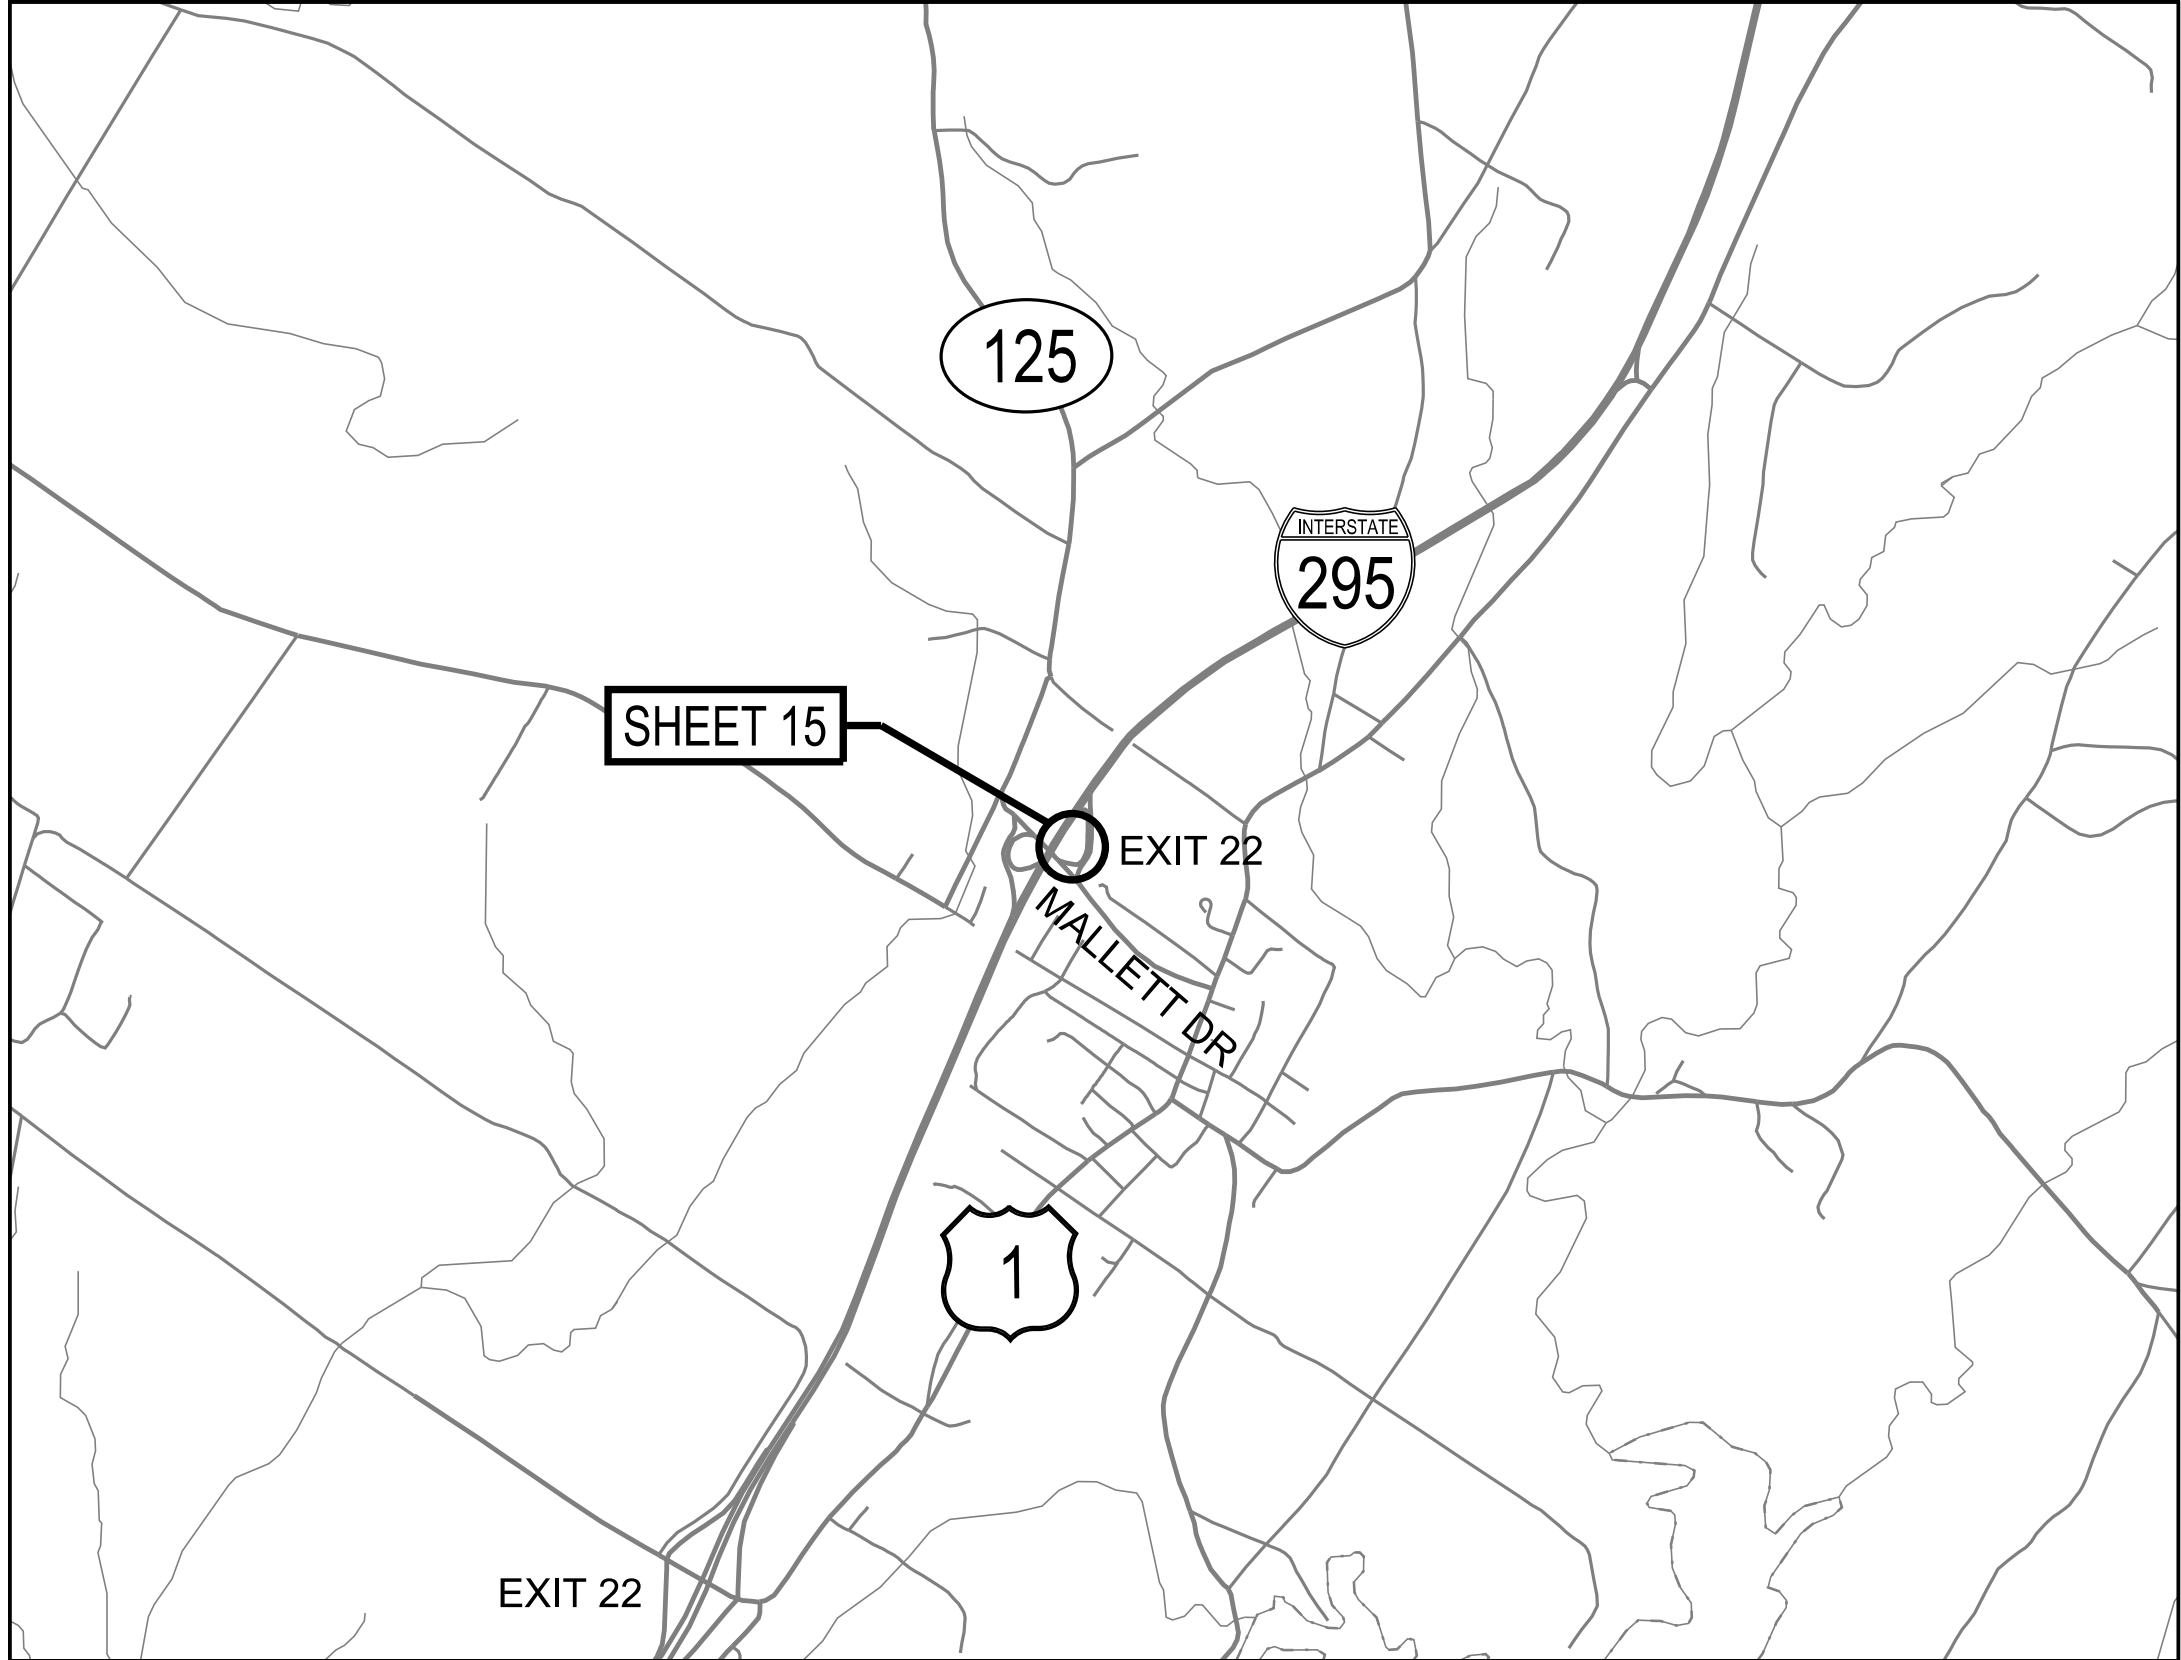 125
INTERSTATE
295
SHEET 15
EXIT 22
MALLETT DR
1
EXIT 22